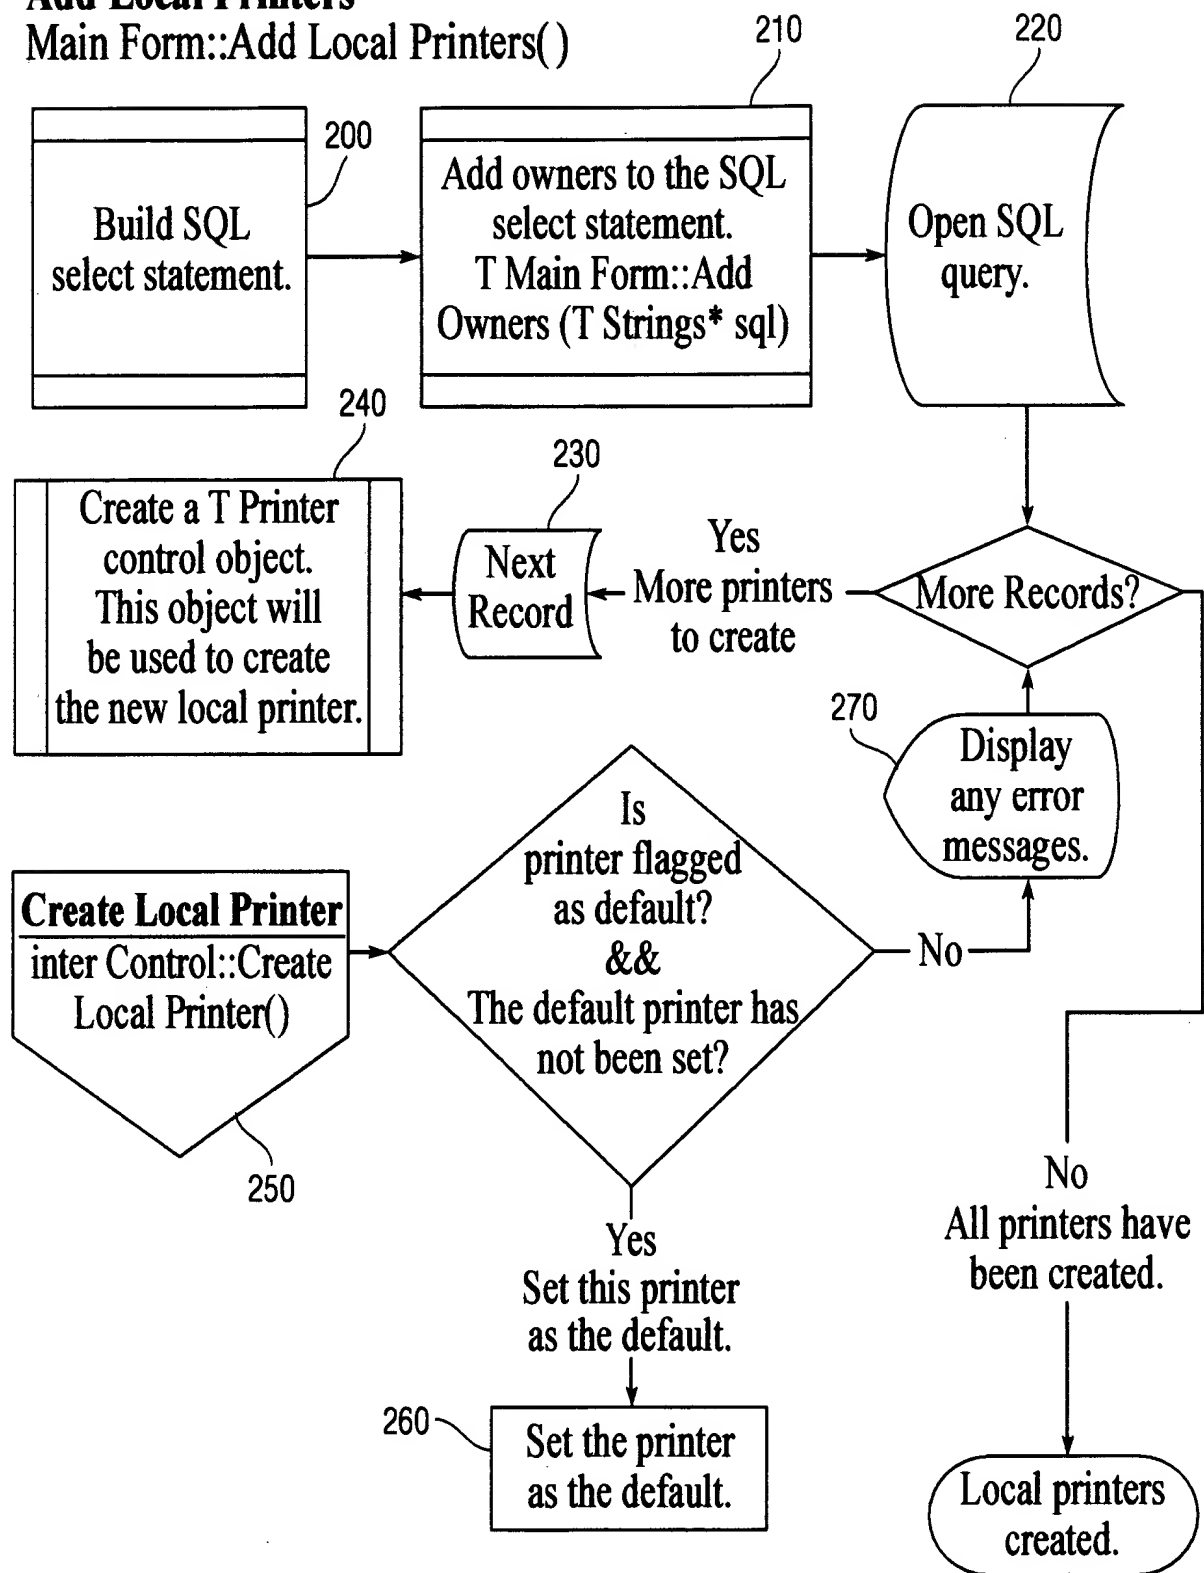 Add Local Printers
Main Form::Add Local Printers( )
210
220
200
Build SQL
select statement.
Add owners to the SQL
select statement.
T Main Form::Add
Owners (T Strings* sql)
Open SQL
query.
240
230
Create a T Printer
control object.
This object will
be used to create
the new local printer.
Next
Record
Yes
More printers
to create
More Records?
270
Display
any error
messages.
Is
printer flagged
as default?
&&
The default printer has
not been set?
Create Local Printer
inter Control::Create
Local Printer()
No
250
Yes
Set this printer
as the default.
No
All printers have
been created.
260
Set the printer
as the default.
Local printers
created.